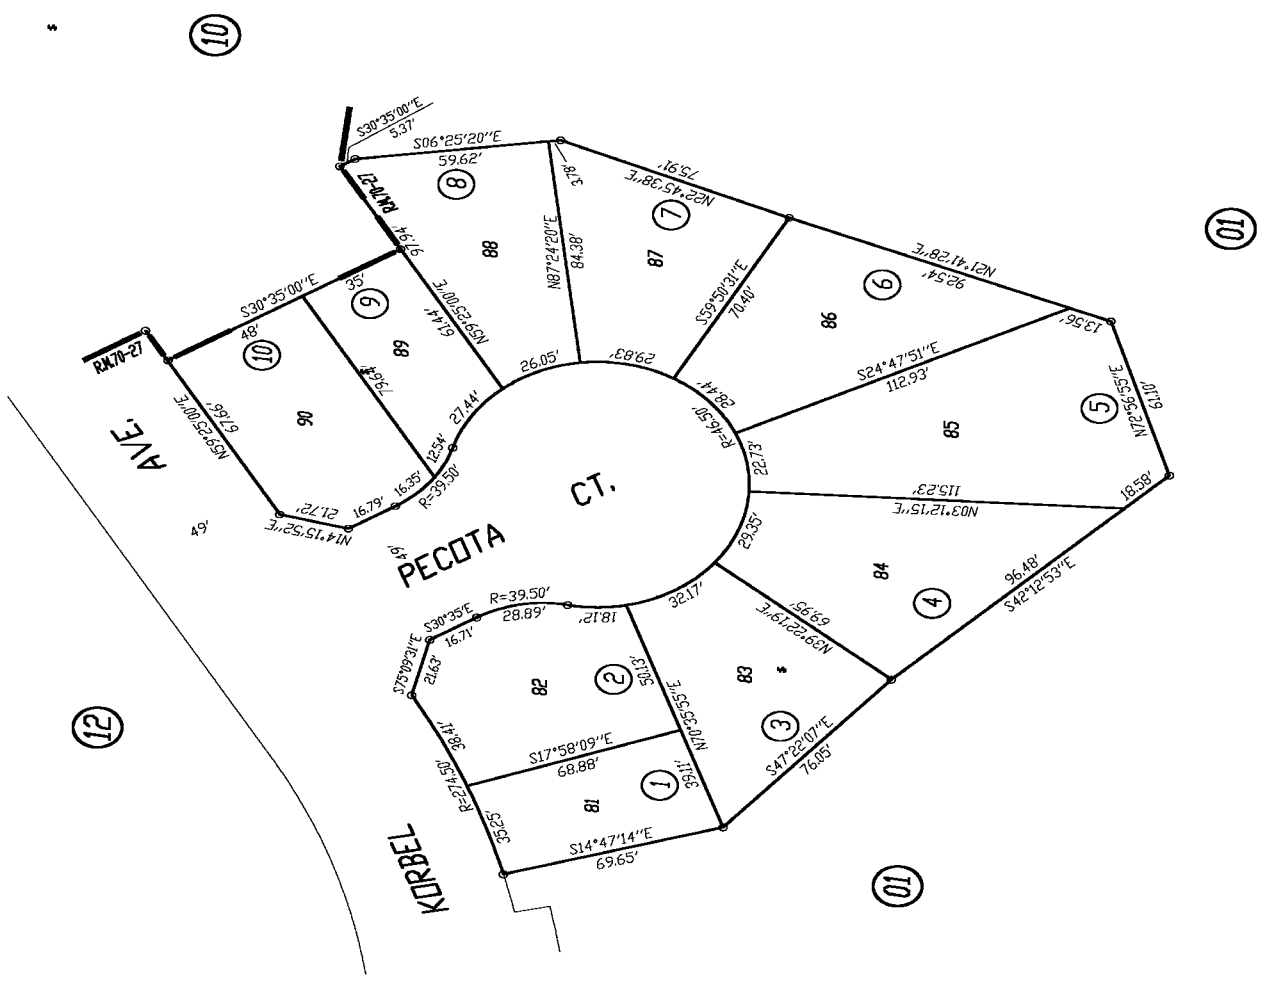 10
S30°35'00"E
5.37'
S06°25'20"E
59.62'
8
88
RM.70-27
97.94'
3.78'
N87°24'20"E
84.38'
75.91'
N22°45'38"E
7
87
01
S30°35'00"E
48'
35'
9
10
RM.70-27
89
N59°25'00"E
61.44'
79.64'
90
N59°25'00"E
67.66'
26.05'
29.83'
27.44'
12.54'
16.35'
R=39.50'
16.79'
21.72'
N14°15'52"E
S59°50'31"E
70.40'
6
86
N21°41'28"E
92.54'
13.56'
28.44'
R=46.50'
S24°47'51"E
112.93'
22.73'
5
85
N72°56'55"E
61.10'
115.23'
N03°12'15"E
18.58'
AVE.
49'
49'
PECOTA
CT.
29.35'
32.17'
18.12'
84
4
96.48'
S42°12'53"E
N39°22'19"E
69.95'
R=39.50'
28.89'
S30°35'E
16.71'
S75°09'31"E
21.63'
12
82
2
50.13'
N70°35'55"E
39.11'
83
3
S47°22'07"E
76.05'
38.41'
R=274.50'
35.25'
S17°58'09"E
68.88'
81
1
S14°47'14"E
69.65'
KORBEL
01